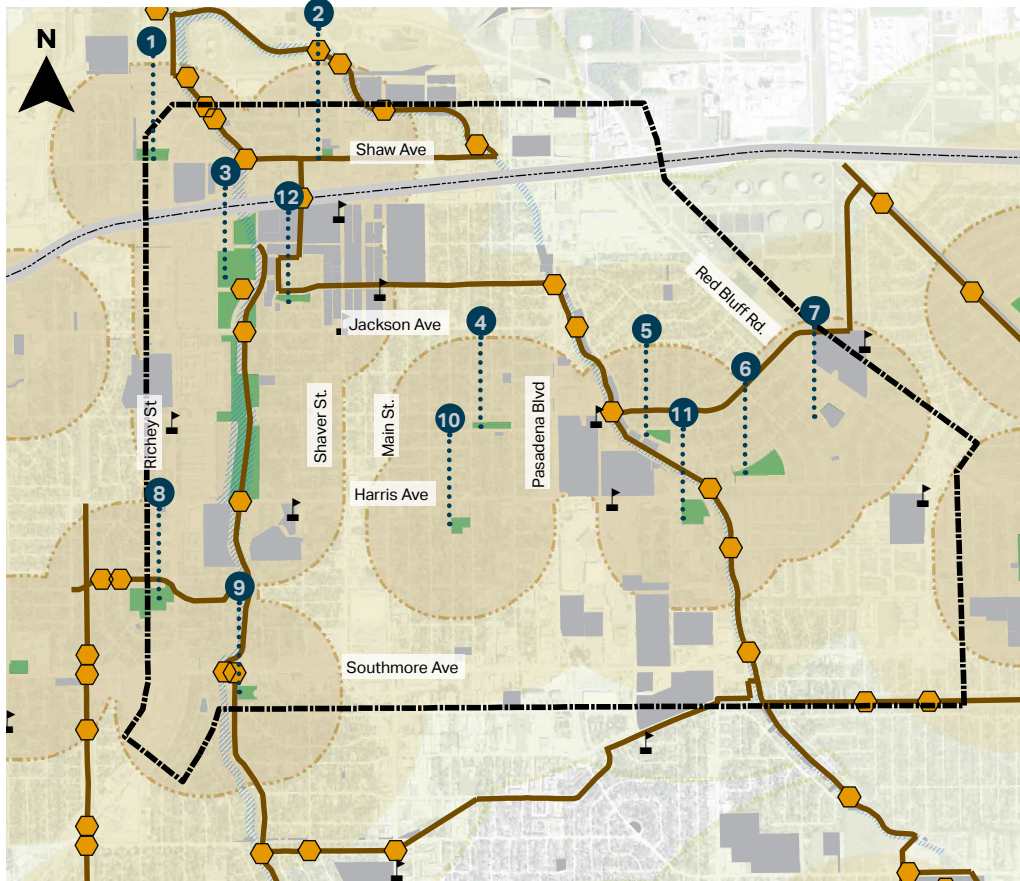 2
1
N
Shaw Ave
3
12
Red Bluff Rd.
Jackson Ave
4
5
7
6
10
11
Richey St
Shaver St.
Main St.
Pasadena Blvd
Harris Ave
8
9
Southmore Ave